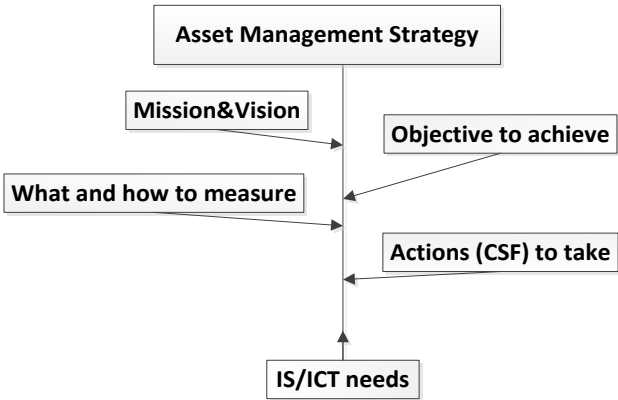 Asset Management Strategy
Mission&Vision
Objective to achieve
What and how to measure
Actions (CSF) to take
IS/ICT needs